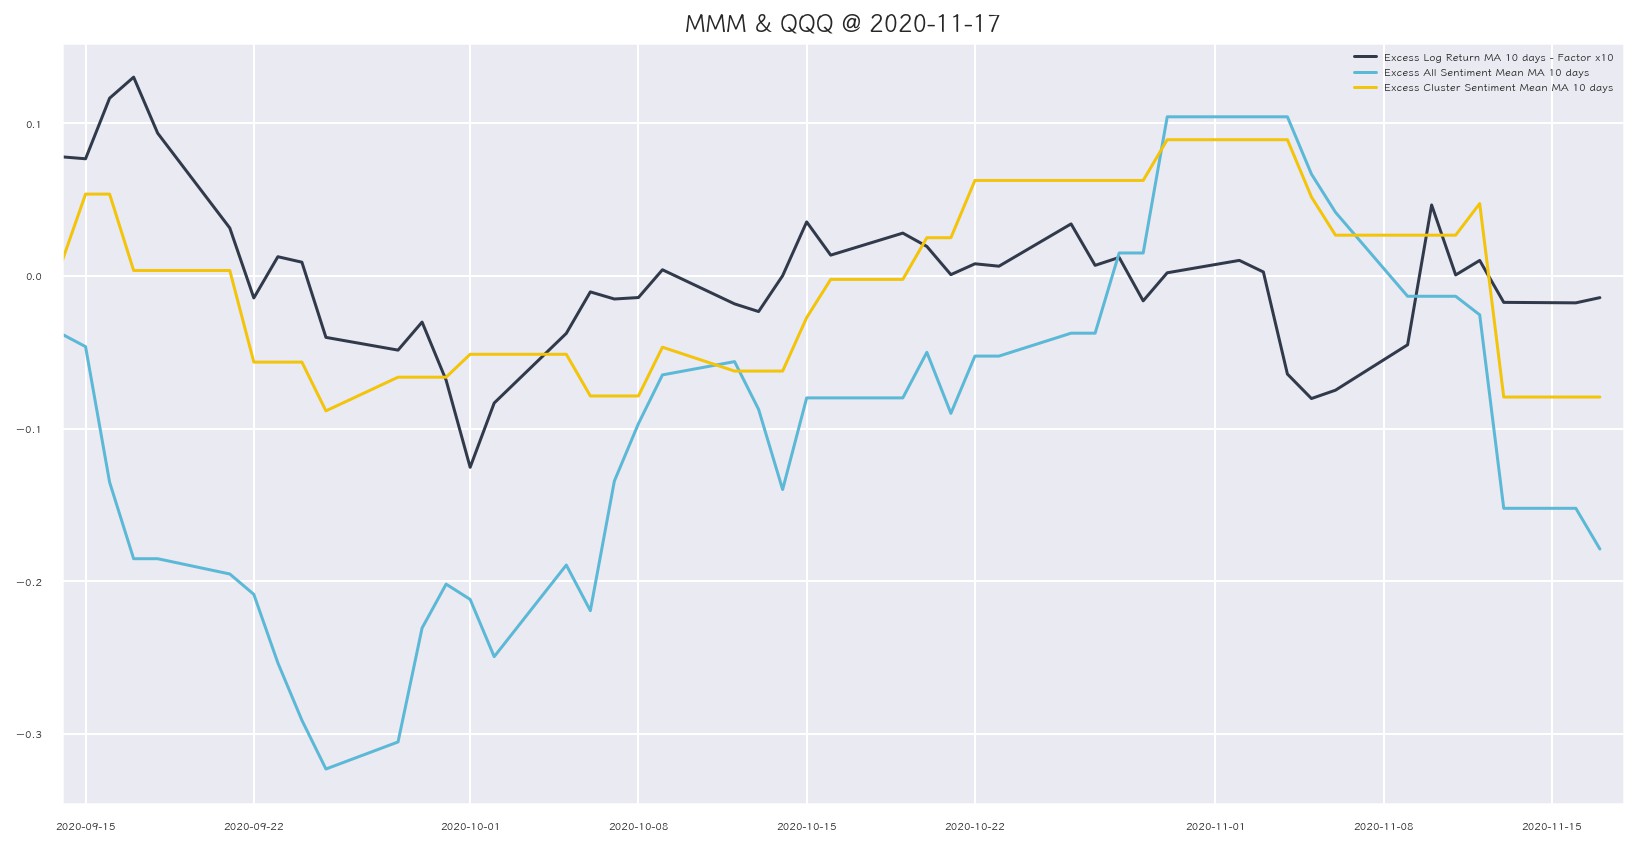 MMM & QQQ @ 2020-11-17
Excess Log Return MA 10 days - Factor x10
Excess All Sentiment Mean MA 10 days
Excess Cluster Sentiment Mean MA 10 days
0.1
0.0
−0.1
−0.2
−0.3
2020-09-15 2020-09-22 2020-10-01 2020-10-08 2020-10-15 2020-10-22 2020-11-01 2020-11-08 2020-11-15